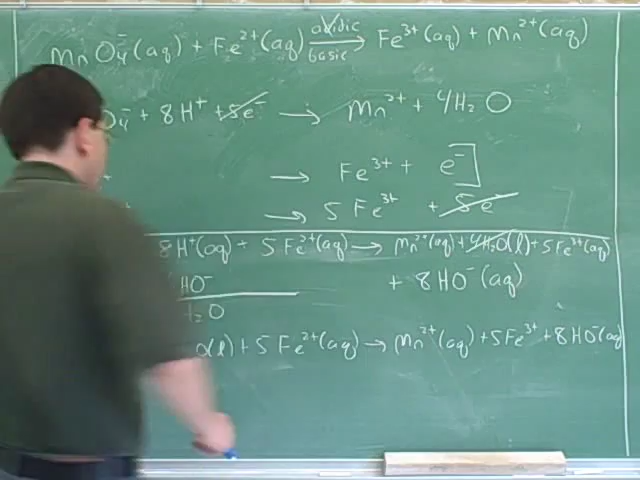 MnO₄⁻(aq) + Fe²⁺(aq) acidic basic → Fe³⁺(aq) + Mn²⁺(aq)
O₄⁻ + 8H⁺ + 5e⁻ → Mn²⁺ + 4H₂O
→ Fe³⁺ + e⁻]
→ 5Fe³⁺ + 5e⁻
8H⁺(aq) + 5Fe²⁺(aq) → Mn²⁺(aq) + 4H₂O(l) + 5Fe³⁺(aq)
HO⁻ + 8HO⁻(aq)
H₂O
O(l) + 5Fe²⁺(aq) → Mn²⁺(aq) + 5Fe³⁺ + 8HO⁻(aq)